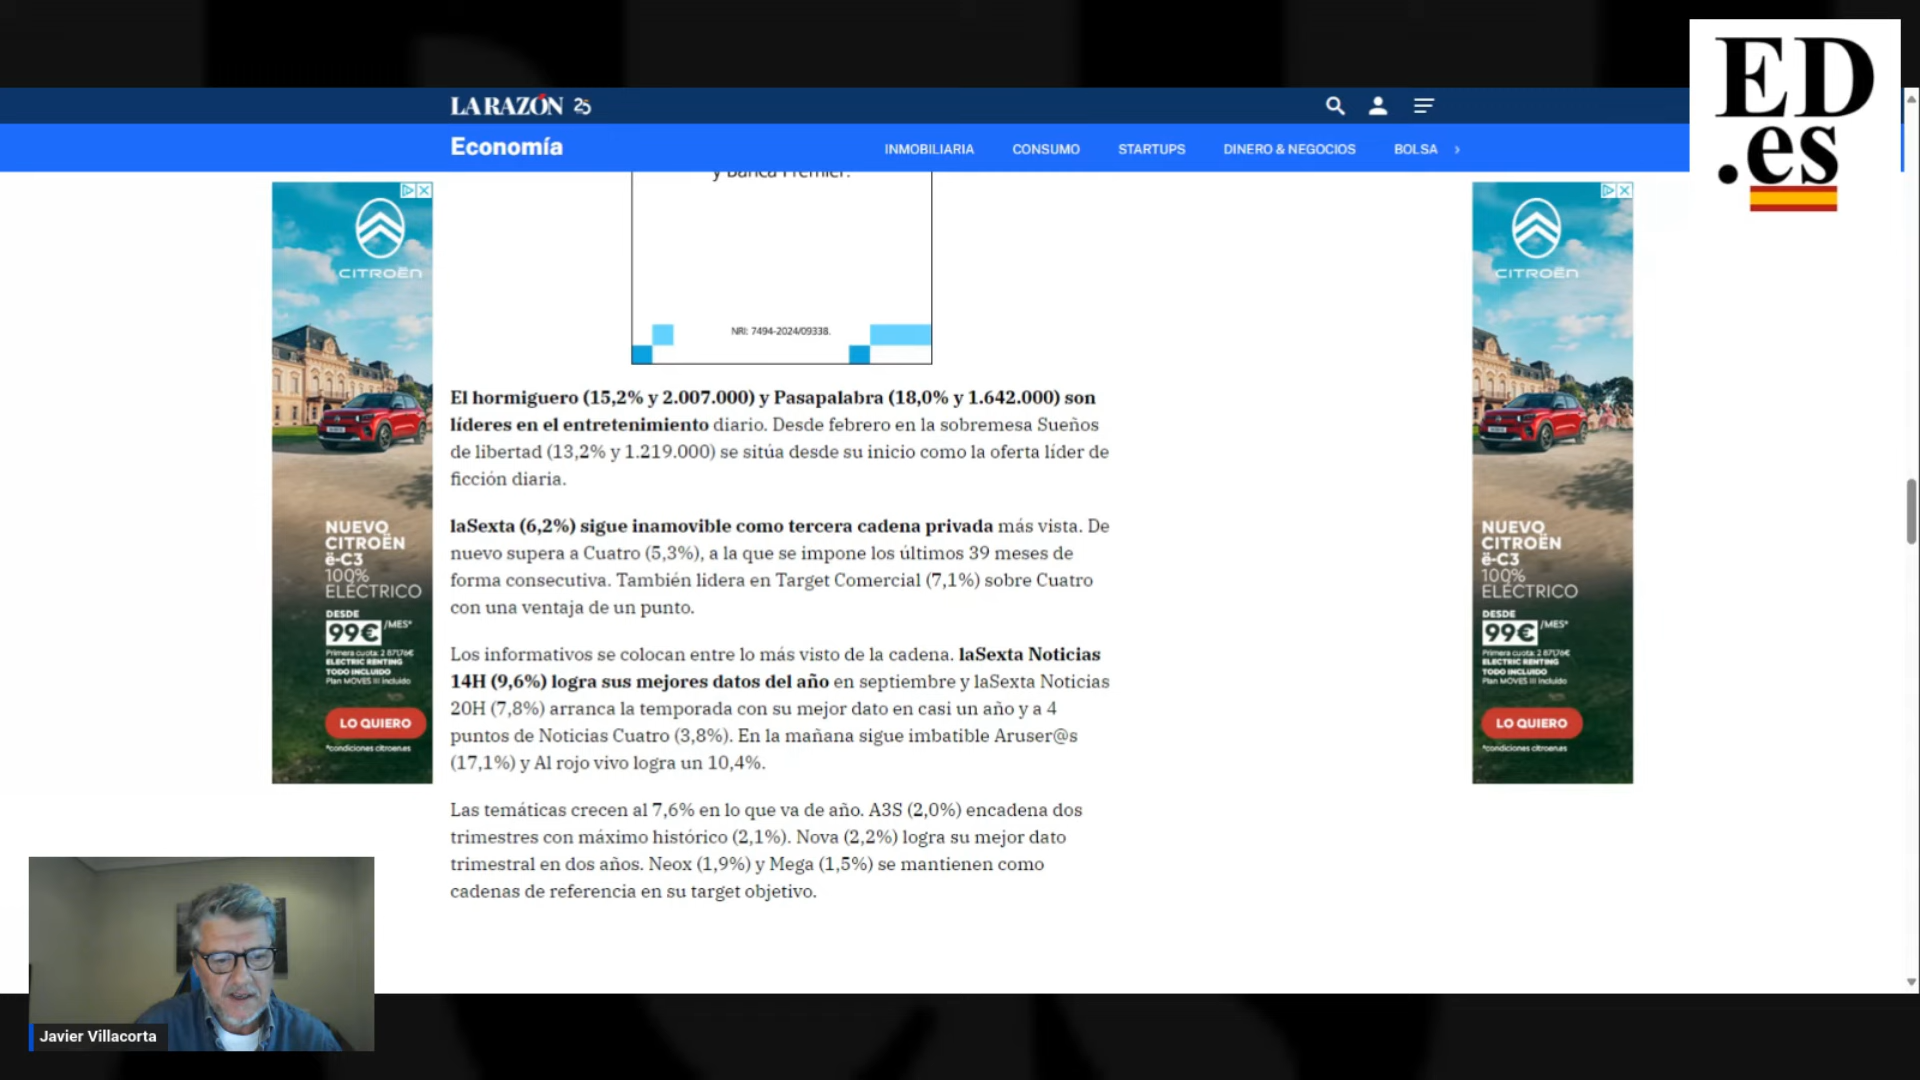 ED
.es
LA RAZÓN 25
Economía
INMOBILIARIA CONSUMO STARTUPS DINERO & NEGOCIOS BOLSA ›
y Banca Premier.
NRI: 7494-2024/09338.
CITROËN
NUEVO
CITROËN
ë-C3
100%
ELÉCTRICO
DESDE
99€ /MES*
ELECTRIC RENTING
TODO INCLUIDO
Plan MOVES III Incluido
LO QUIERO
*condiciones citroen.es
El hormiguero (15,2% y 2.007.000) y Pasapalabra (18,0% y 1.642.000) son
líderes en el entretenimiento diario. Desde febrero en la sobremesa Sueños
de libertad (13,2% y 1.219.000) se sitúa desde su inicio como la oferta líder de
ficción diaria.
laSexta (6,2%) sigue inamovible como tercera cadena privada más vista. De
nuevo supera a Cuatro (5,3%), a la que se impone los últimos 39 meses de
forma consecutiva. También lidera en Target Comercial (7,1%) sobre Cuatro
con una ventaja de un punto.
Los informativos se colocan entre lo más visto de la cadena. laSexta Noticias
14H (9,6%) logra sus mejores datos del año en septiembre y laSexta Noticias
20H (7,8%) arranca la temporada con su mejor dato en casi un año y a 4
puntos de Noticias Cuatro (3,8%). En la mañana sigue imbatible Aruser@s
(17,1%) y Al rojo vivo logra un 10,4%.
Las temáticas crecen al 7,6% en lo que va de año. A3S (2,0%) encadena dos
trimestres con máximo histórico (2,1%). Nova (2,2%) logra su mejor dato
trimestral en dos años. Neox (1,9%) y Mega (1,5%) se mantienen como
cadenas de referencia en su target objetivo.
CITROËN
NUEVO
CITROËN
ë-C3
100%
ELÉCTRICO
DESDE
99€ /MES*
ELECTRIC RENTING
TODO INCLUIDO
Plan MOVES III Incluido
LO QUIERO
*condiciones citroen.es
Javier Villacorta